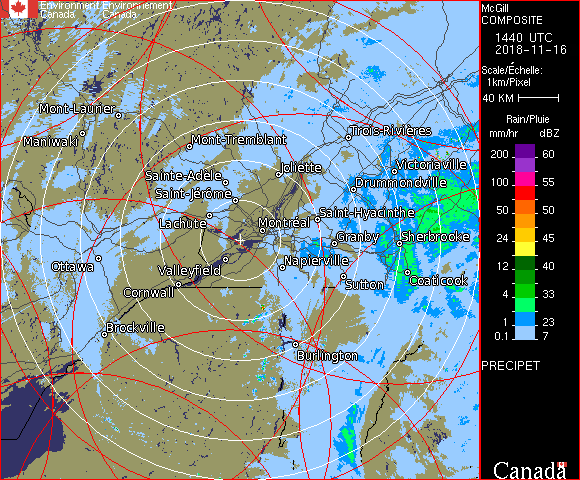 Environment Environnement
Canada Canada
McGill
COMPOSITE
1440 UTC
2018-11-16
Scale/Échelle:
1km/Pixel
40 KM
Rain/Pluie
mm/hr dBZ
200 60
100 55
50 50
24 45
12 40
4 33
1 23
0.1 7
PRECIPET
Canada
Mont-Laurier
Maniwaki
Mont-Tremblant
Trois-Rivières
Joliette
Victoriaville
Sainte-Adèle
Drummondville
Saint-Jérôme
Lachute
Montréal
Saint-Hyacinthe
Granby
Sherbrooke
Ottawa
Valleyfield
Napierville
Cornwall
Sutton
Coaticook
Brockville
Burlington